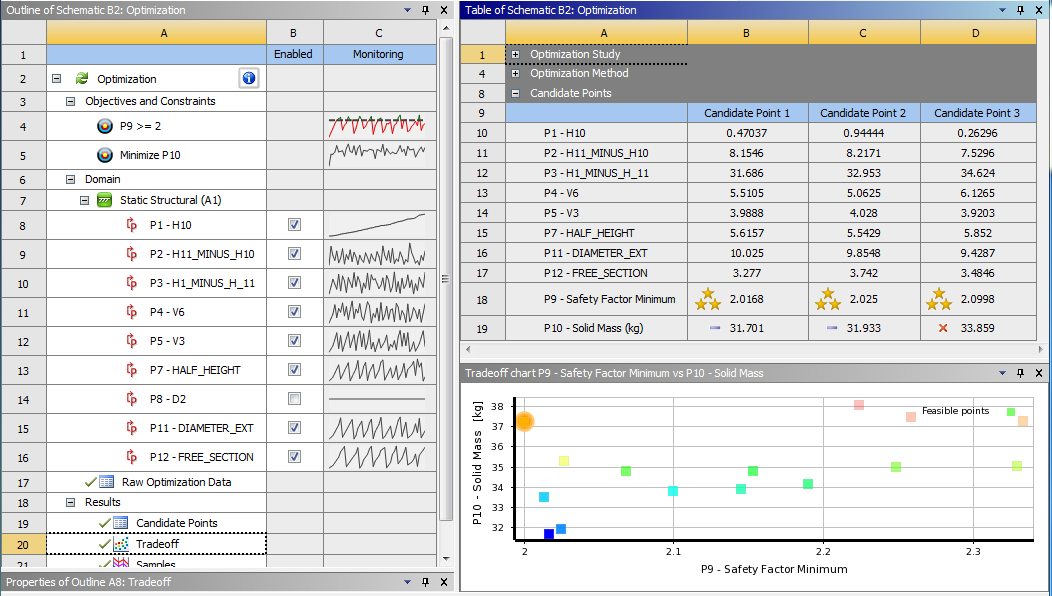 Outline of Schematic B2: Optimization
A B C
1 Enabled Monitoring
2 Optimization
3 Objectives and Constraints
4 P9 >= 2
5 Minimize P10
6 Domain
7 Static Structural (A1)
8 P1 - H10
9 P2 - H11_MINUS_H10
10 P3 - H1_MINUS_H_11
11 P4 - V6
12 P5 - V3
13 P7 - HALF_HEIGHT
14 P8 - D2
15 P11 - DIAMETER_EXT
16 P12 - FREE_SECTION
17 Raw Optimization Data
18 Results
19 Candidate Points
20 Tradeoff
21 Samples
Properties of Outline A8: Tradeoff
Table of Schematic B2: Optimization
A B C D
1 Optimization Study
4 Optimization Method
8 Candidate Points
9 Candidate Point 1 Candidate Point 2 Candidate Point 3
10 P1 - H10 0.47037 0.94444 0.26296
11 P2 - H11_MINUS_H10 8.1546 8.2171 7.5296
12 P3 - H1_MINUS_H_11 31.686 32.953 34.624
13 P4 - V6 5.5105 5.0625 6.1265
14 P5 - V3 3.9888 4.028 3.9203
15 P7 - HALF_HEIGHT 5.6157 5.5429 5.852
16 P11 - DIAMETER_EXT 10.025 9.8548 9.4287
17 P12 - FREE_SECTION 3.277 3.742 3.4846
18 P9 - Safety Factor Minimum 2.0168 2.025 2.0998
19 P10 - Solid Mass (kg) 31.701 31.933 33.859
Tradeoff chart P9 - Safety Factor Minimum vs P10 - Solid Mass
P10 - Solid Mass [kg]
38
37
36
35
34
33
32
Feasible points
2 2.1 2.2 2.3
P9 - Safety Factor Minimum